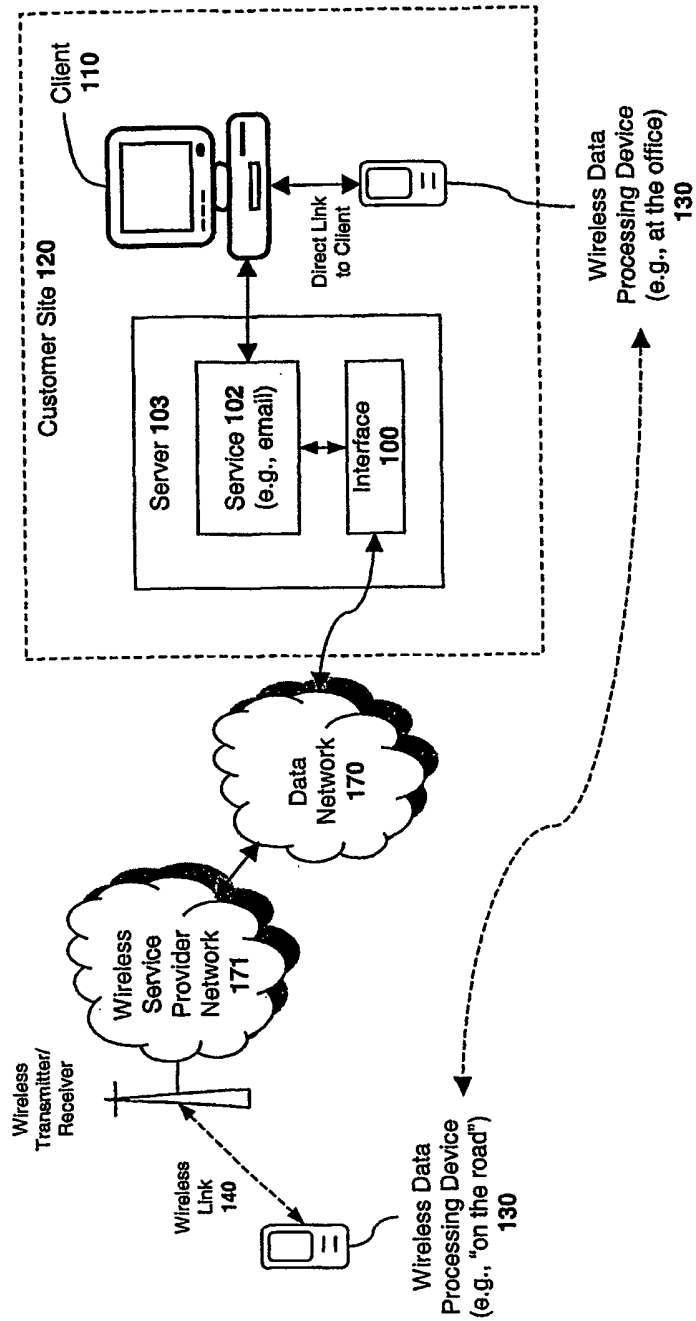 Customer Site 120
Client
110
Server 103
Service 102
(e.g., email)
Interface
100
Direct Link
to Client
Wireless Data
Processing Device
(e.g., at the office)
130
Data
Network
170
Wireless
Service
Provider
Network
171
Wireless
Transmitter/
Receiver
Wireless
Link
140
Wireless Data
Processing Device
(e.g., "on the road")
130